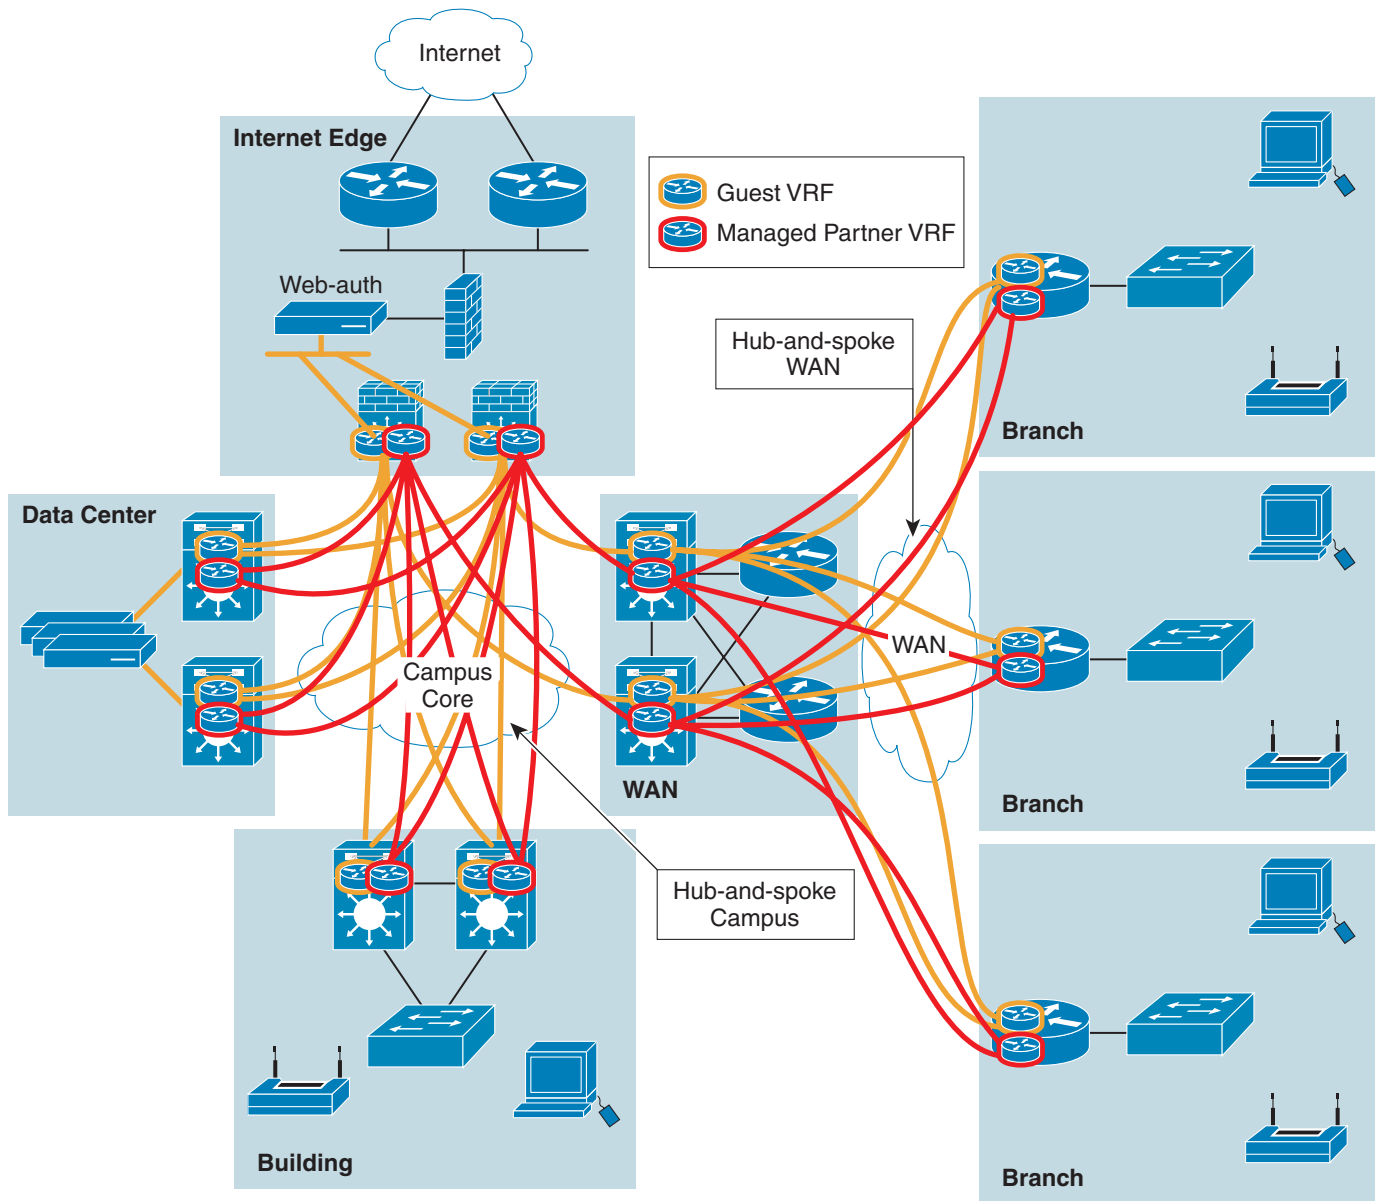 Internet
Internet Edge
Guest VRF
Managed Partner VRF
Web-auth
Hub-and-spoke
WAN
Branch
Data Center
WAN
Campus
Core
WAN
Branch
Hub-and-spoke
Campus
Building
Branch